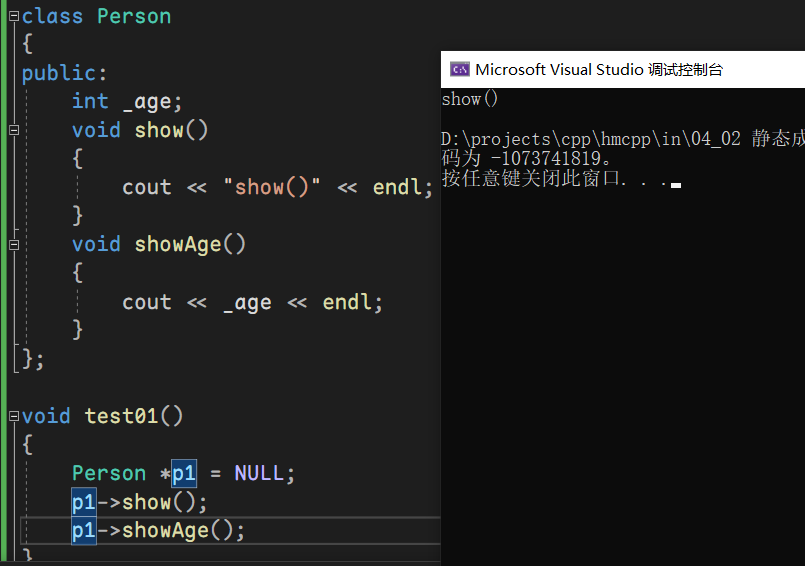 class Person
{
public:
    int _age;
    void show()
    {
        cout << "show()" << endl;
    }
    void showAge()
    {
        cout << _age << endl;
    }
};
void test01()
{
    Person *p1 = NULL;
    p1->show();
    p1->showAge();
}
Microsoft Visual Studio 调试控制台
show()
D:\projects\cpp\hmcpp\in\04_02 静态成
码为 -1073741819。
按任意键关闭此窗口. . .